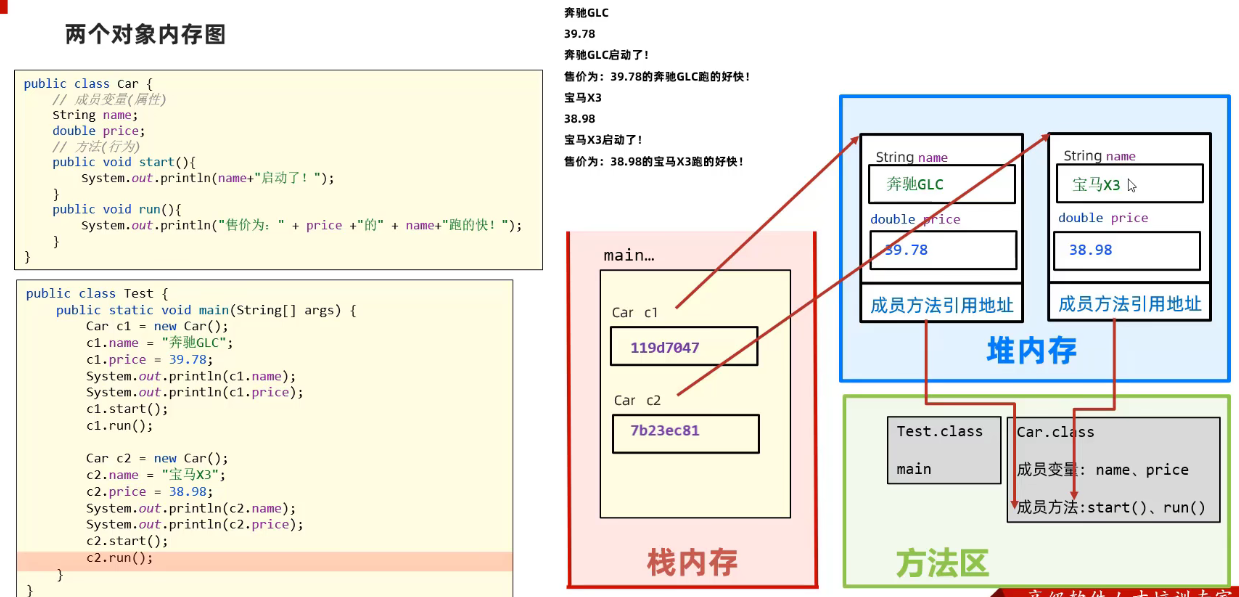 两个对象内存图
public class Car {
// 成员变量(属性)
String name;
double price;
// 方法(行为)
public void start(){
System.out.println(name+"启动了！");
}
public void run(){
System.out.println("售价为：" + price +"的" + name+"跑的快！");
}
}
public class Test {
public static void main(String[] args) {
Car c1 = new Car();
c1.name = "奔驰GLC";
c1.price = 39.78;
System.out.println(c1.name);
System.out.println(c1.price);
c1.start();
c1.run();
Car c2 = new Car();
c2.name = "宝马X3";
c2.price = 38.98;
System.out.println(c2.name);
System.out.println(c2.price);
c2.start();
c2.run();
}
}
奔驰GLC
39.78
奔驰GLC启动了！
售价为：39.78的奔驰GLC跑的好快！
宝马X3
38.98
宝马X3启动了！
售价为：38.98的宝马X3跑的好快！
main…
Car c1
119d7047
Car c2
7b23ec81
栈内存
String name
奔驰GLC
double price
39.78
成员方法引用地址
String name
宝马X3
double price
38.98
成员方法引用地址
堆内存
Test.class
main
Car.class
成员变量: name、price
成员方法:start()、run()
方法区
高级软件人才培训专家